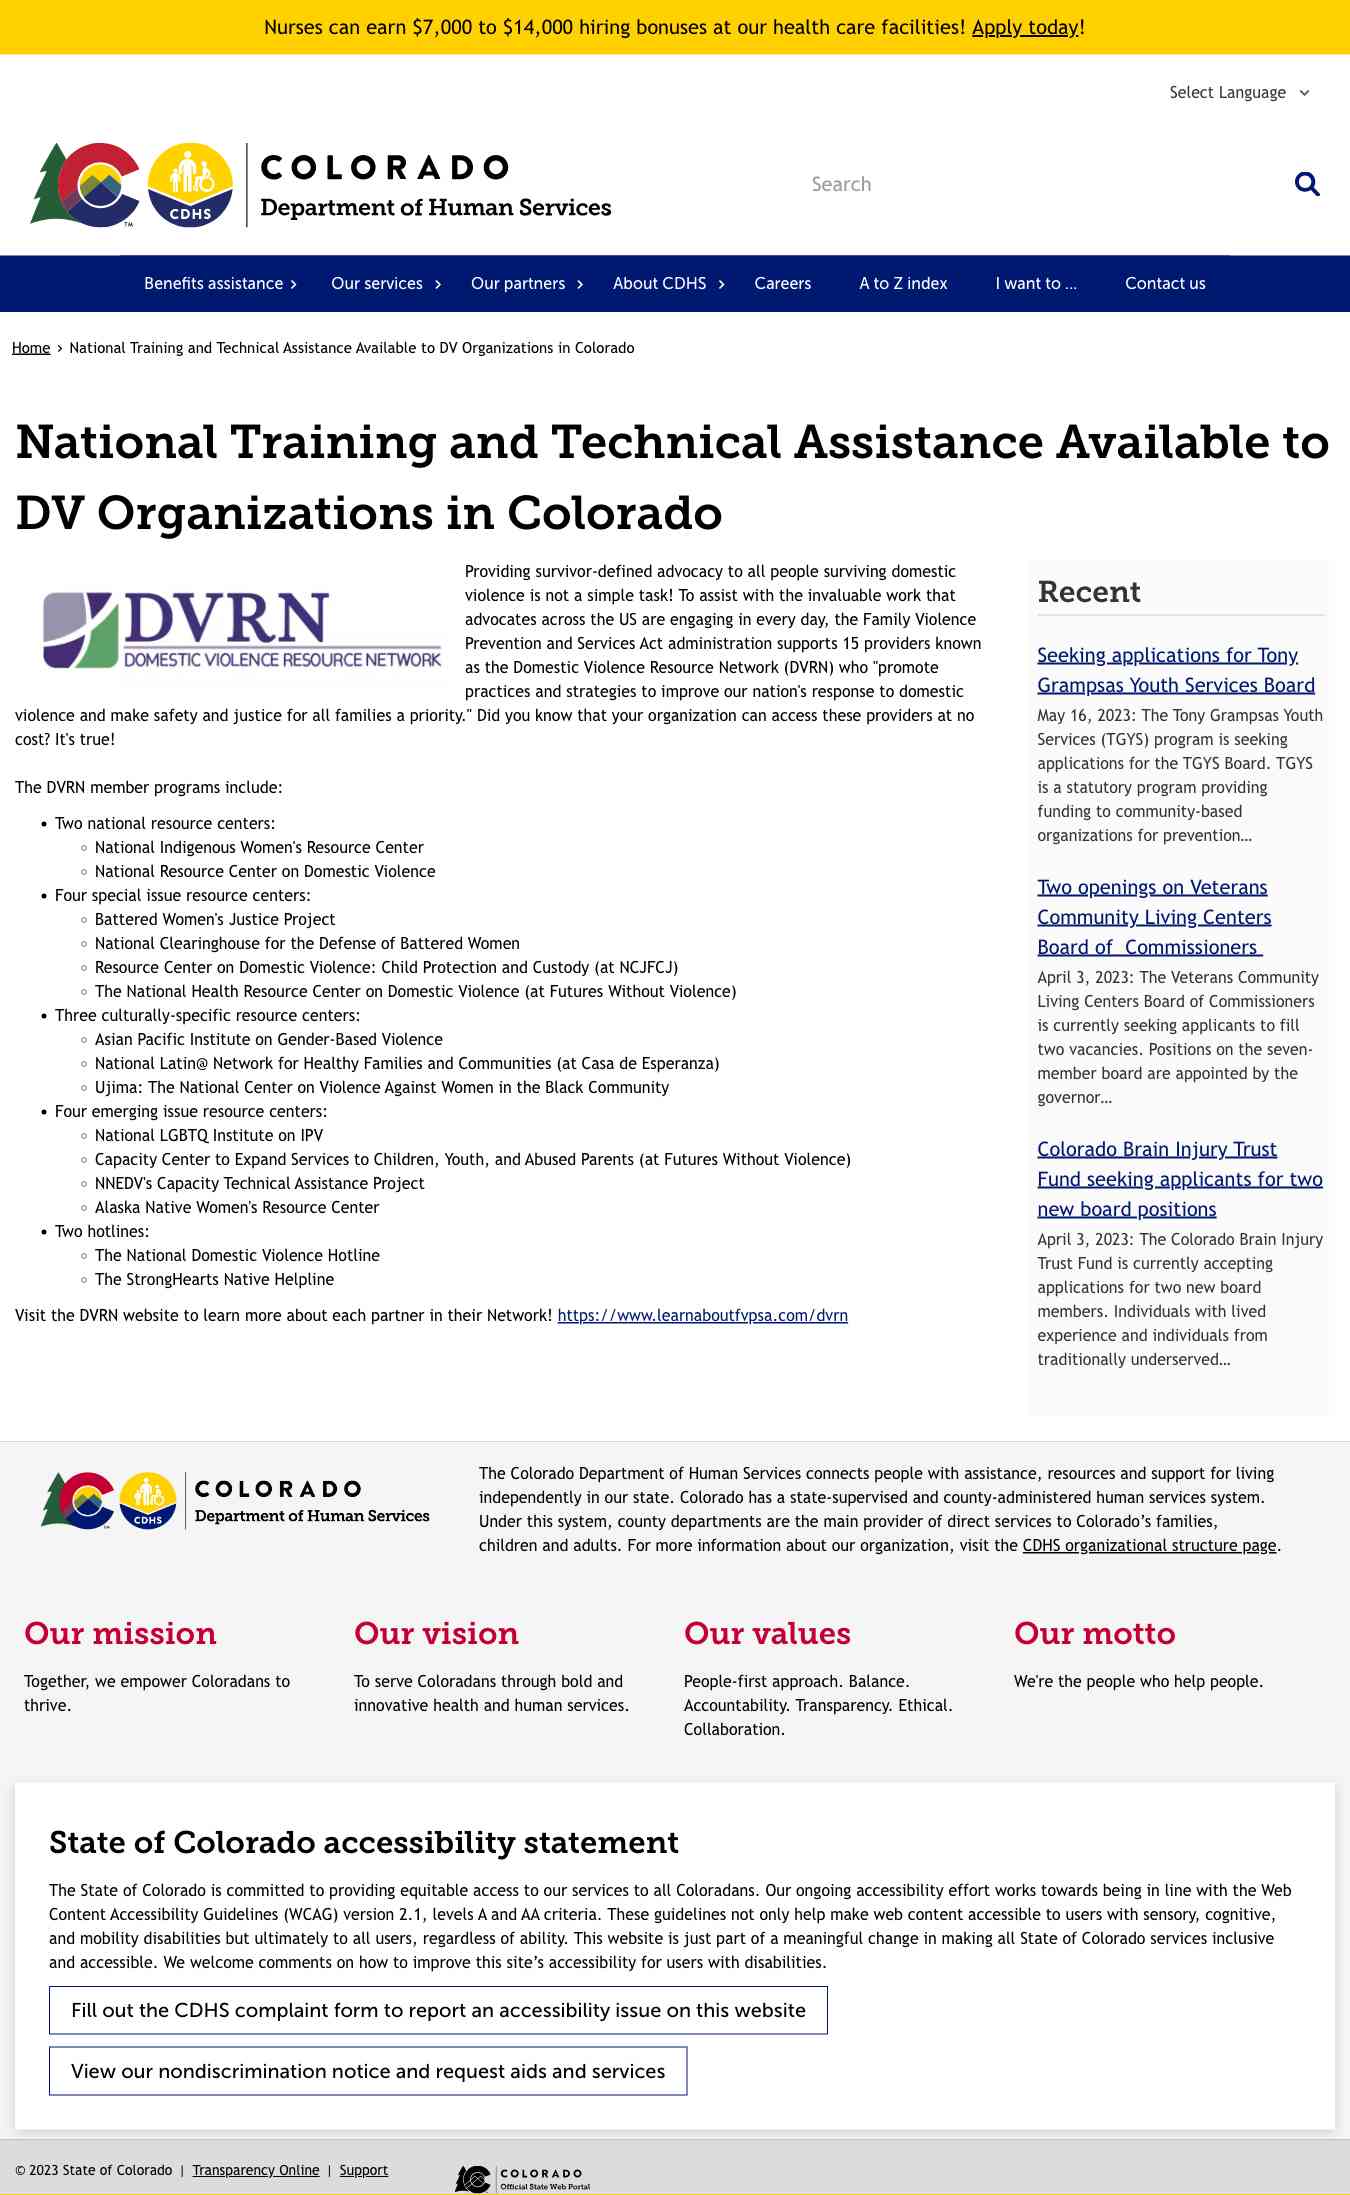 Nurses can earn $7,000 to $14,000 hiring bonuses at our health care facilities! Apply today!
Select Language
COLORADO
CDHS
TM
Department of Human Services
Search
Benefits assistance
Our services
Our partners
About CDHS
Careers
A to Z index
I want to ...
Contact us
Home › National Training and Technical Assistance Available to DV Organizations in Colorado
National Training and Technical Assistance Available to
DV Organizations in Colorado
DVRN
DOMESTIC VIOLENCE RESOURCE NETWORK
Providing survivor-defined advocacy to all people surviving domestic
violence is not a simple task! To assist with the invaluable work that
advocates across the US are engaging in every day, the Family Violence
Prevention and Services Act administration supports 15 providers known
as the Domestic Violence Resource Network (DVRN) who "promote
practices and strategies to improve our nation's response to domestic
violence and make safety and justice for all families a priority." Did you know that your organization can access these providers at no
cost? It's true!
The DVRN member programs include:
• Two national resource centers:
◦ National Indigenous Women's Resource Center
◦ National Resource Center on Domestic Violence
• Four special issue resource centers:
◦ Battered Women's Justice Project
◦ National Clearinghouse for the Defense of Battered Women
◦ Resource Center on Domestic Violence: Child Protection and Custody (at NCJFCJ)
◦ The National Health Resource Center on Domestic Violence (at Futures Without Violence)
• Three culturally-specific resource centers:
◦ Asian Pacific Institute on Gender-Based Violence
◦ National Latin@ Network for Healthy Families and Communities (at Casa de Esperanza)
◦ Ujima: The National Center on Violence Against Women in the Black Community
• Four emerging issue resource centers:
◦ National LGBTQ Institute on IPV
◦ Capacity Center to Expand Services to Children, Youth, and Abused Parents (at Futures Without Violence)
◦ NNEDV's Capacity Technical Assistance Project
◦ Alaska Native Women's Resource Center
• Two hotlines:
◦ The National Domestic Violence Hotline
◦ The StrongHearts Native Helpline
Visit the DVRN website to learn more about each partner in their Network! https://www.learnaboutfvpsa.com/dvrn
Recent
Seeking applications for Tony
Grampsas Youth Services Board
May 16, 2023: The Tony Grampsas Youth
Services (TGYS) program is seeking
applications for the TGYS Board. TGYS
is a statutory program providing
funding to community-based
organizations for prevention…
Two openings on Veterans
Community Living Centers
Board of  Commissioners
April 3, 2023: The Veterans Community
Living Centers Board of Commissioners
is currently seeking applicants to fill
two vacancies. Positions on the seven-
member board are appointed by the
governor…
Colorado Brain Injury Trust
Fund seeking applicants for two
new board positions
April 3, 2023: The Colorado Brain Injury
Trust Fund is currently accepting
applications for two new board
members. Individuals with lived
experience and individuals from
traditionally underserved…
COLORADO
CDHS
Department of Human Services
The Colorado Department of Human Services connects people with assistance, resources and support for living
independently in our state. Colorado has a state-supervised and county-administered human services system.
Under this system, county departments are the main provider of direct services to Colorado’s families,
children and adults. For more information about our organization, visit the CDHS organizational structure page.
Our mission
Together, we empower Coloradans to
thrive.
Our vision
To serve Coloradans through bold and
innovative health and human services.
Our values
People-first approach. Balance.
Accountability. Transparency. Ethical.
Collaboration.
Our motto
We're the people who help people.
State of Colorado accessibility statement
The State of Colorado is committed to providing equitable access to our services to all Coloradans. Our ongoing accessibility effort works towards being in line with the Web
Content Accessibility Guidelines (WCAG) version 2.1, levels A and AA criteria. These guidelines not only help make web content accessible to users with sensory, cognitive,
and mobility disabilities but ultimately to all users, regardless of ability. This website is just part of a meaningful change in making all State of Colorado services inclusive
and accessible. We welcome comments on how to improve this site’s accessibility for users with disabilities.
Fill out the CDHS complaint form to report an accessibility issue on this website
View our nondiscrimination notice and request aids and services
© 2023 State of Colorado | Transparency Online | Support
COLORADO
Official State Web Portal